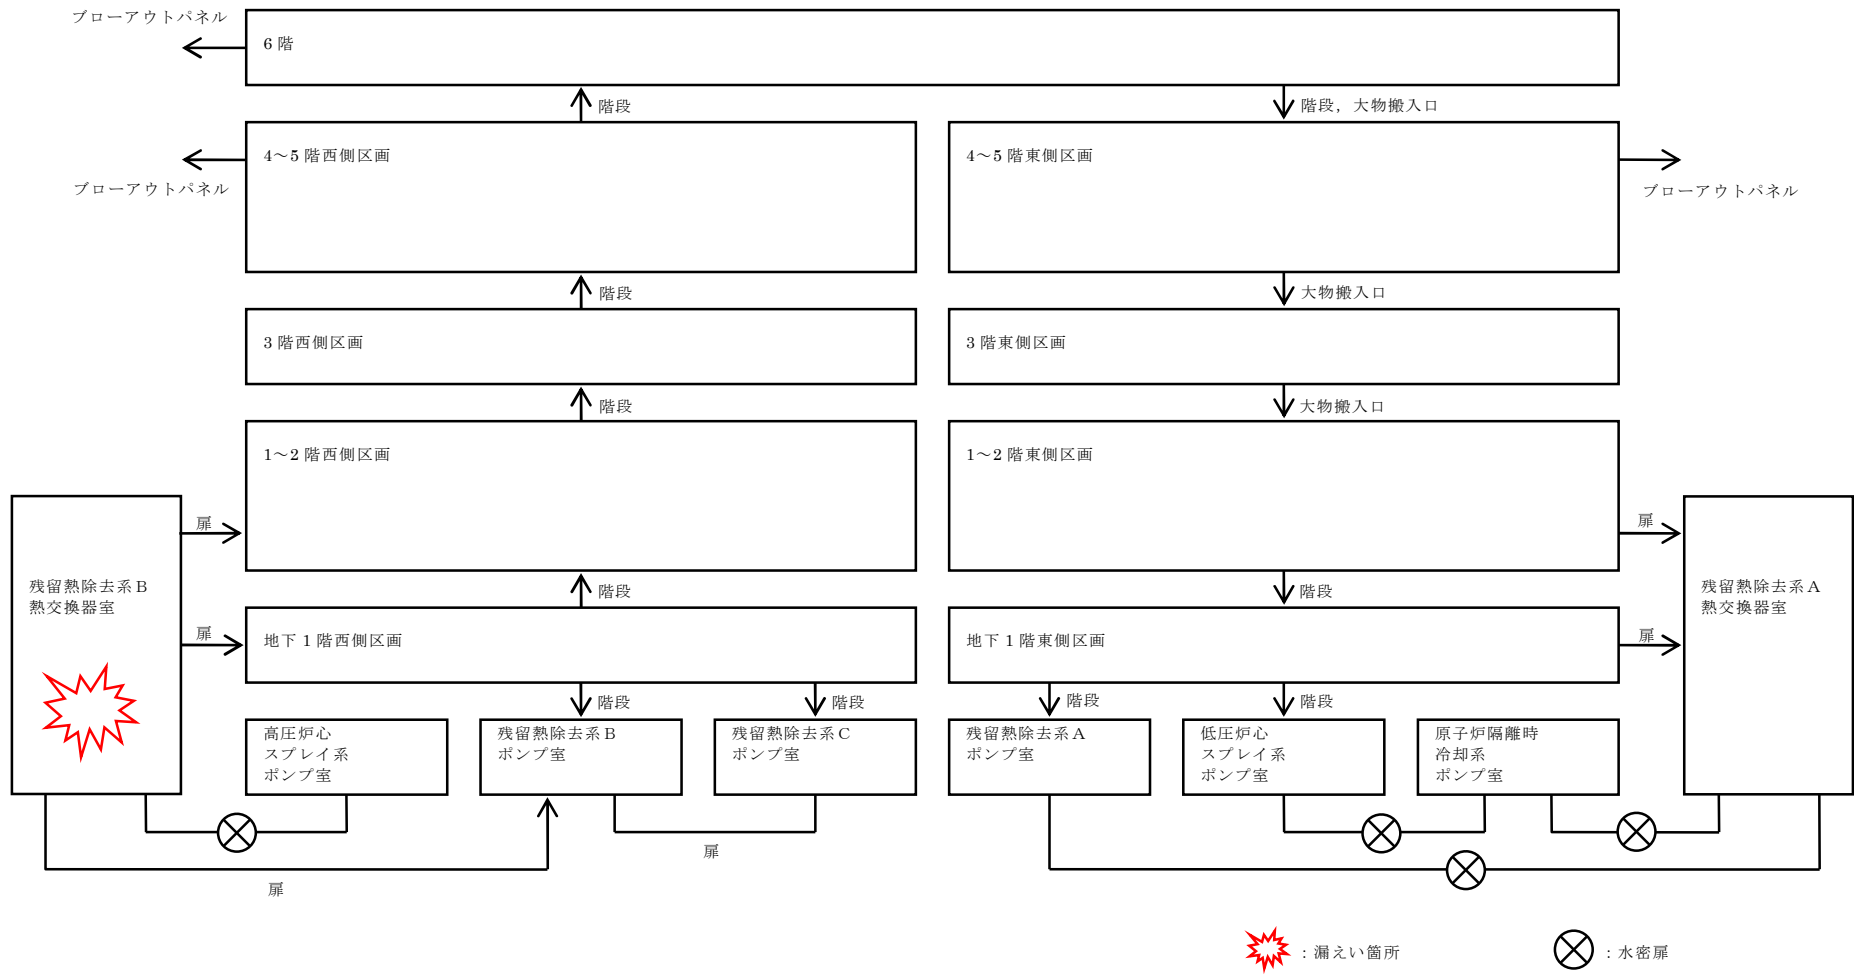 ブローアウトパネル
6 階
階段
階段，大物搬入口
4～5 階西側区画
4～5 階東側区画
ブローアウトパネル
ブローアウトパネル
階段
大物搬入口
3 階西側区画
3 階東側区画
階段
大物搬入口
1～2 階西側区画
1～2 階東側区画
扉
扉
残留熱除去系 B
熱交換器室
残留熱除去系 A
熱交換器室
階段
階段
扉
扉
地下 1 階西側区画
地下 1 階東側区画
階段
階段
階段
階段
高圧炉心
スプレイ系
ポンプ室
残留熱除去系 B
ポンプ室
残留熱除去系 C
ポンプ室
残留熱除去系 A
ポンプ室
低圧炉心
スプレイ系
ポンプ室
原子炉隔離時
冷却系
ポンプ室
扉
扉
：漏えい箇所
：水密扉